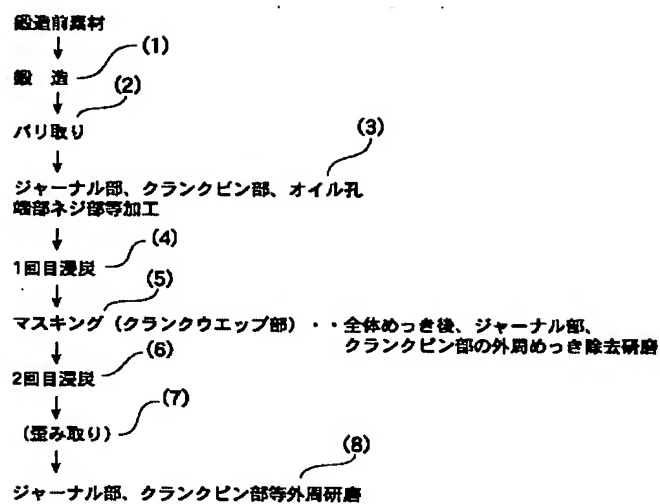 鍛造前素材
↓ (1)
鍛 造
↓ (2)
バリ取り
↓ (3)
ジャーナル部、クランクピン部、オイル孔
端部ネジ部等加工
↓ (4)
1回目浸炭
↓ (5)
マスキング（クランクウエッブ部）・・全体めっき後、ジャーナル部、
クランクピン部の外周めっき除去研磨
↓ (6)
2回目浸炭
↓ (7)
（歪み取り）
↓ (8)
ジャーナル部、クランクピン部等外周研磨